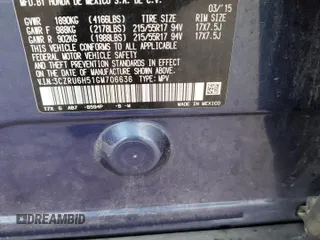 MFD. BY HONDA DE MEXICO S.A. DE C.V. 03/'15
GVWR 1890KG (4166LBS) TIRE SIZE RIM SIZE
GAWR F 988KG (2178LBS) 215/55R17 94V 17X7.5J
GAWR R 902KG (1988LBS) 215/55R17 94V 17X7.5J
THIS VEHICLE CONFORMS TO ALL APPLICABLE
FEDERAL MOTOR VEHICLE SAFETY AND
THEFT PREVENTION STANDARDS IN EFFECT ON THE
DATE OF MANUFACTURE SHOWN ABOVE.
V.I.N: 3CZRU6H51GM706636 TYPE: MPV
MADE IN MEXICO
DREAMBID
DREAMBID.COM